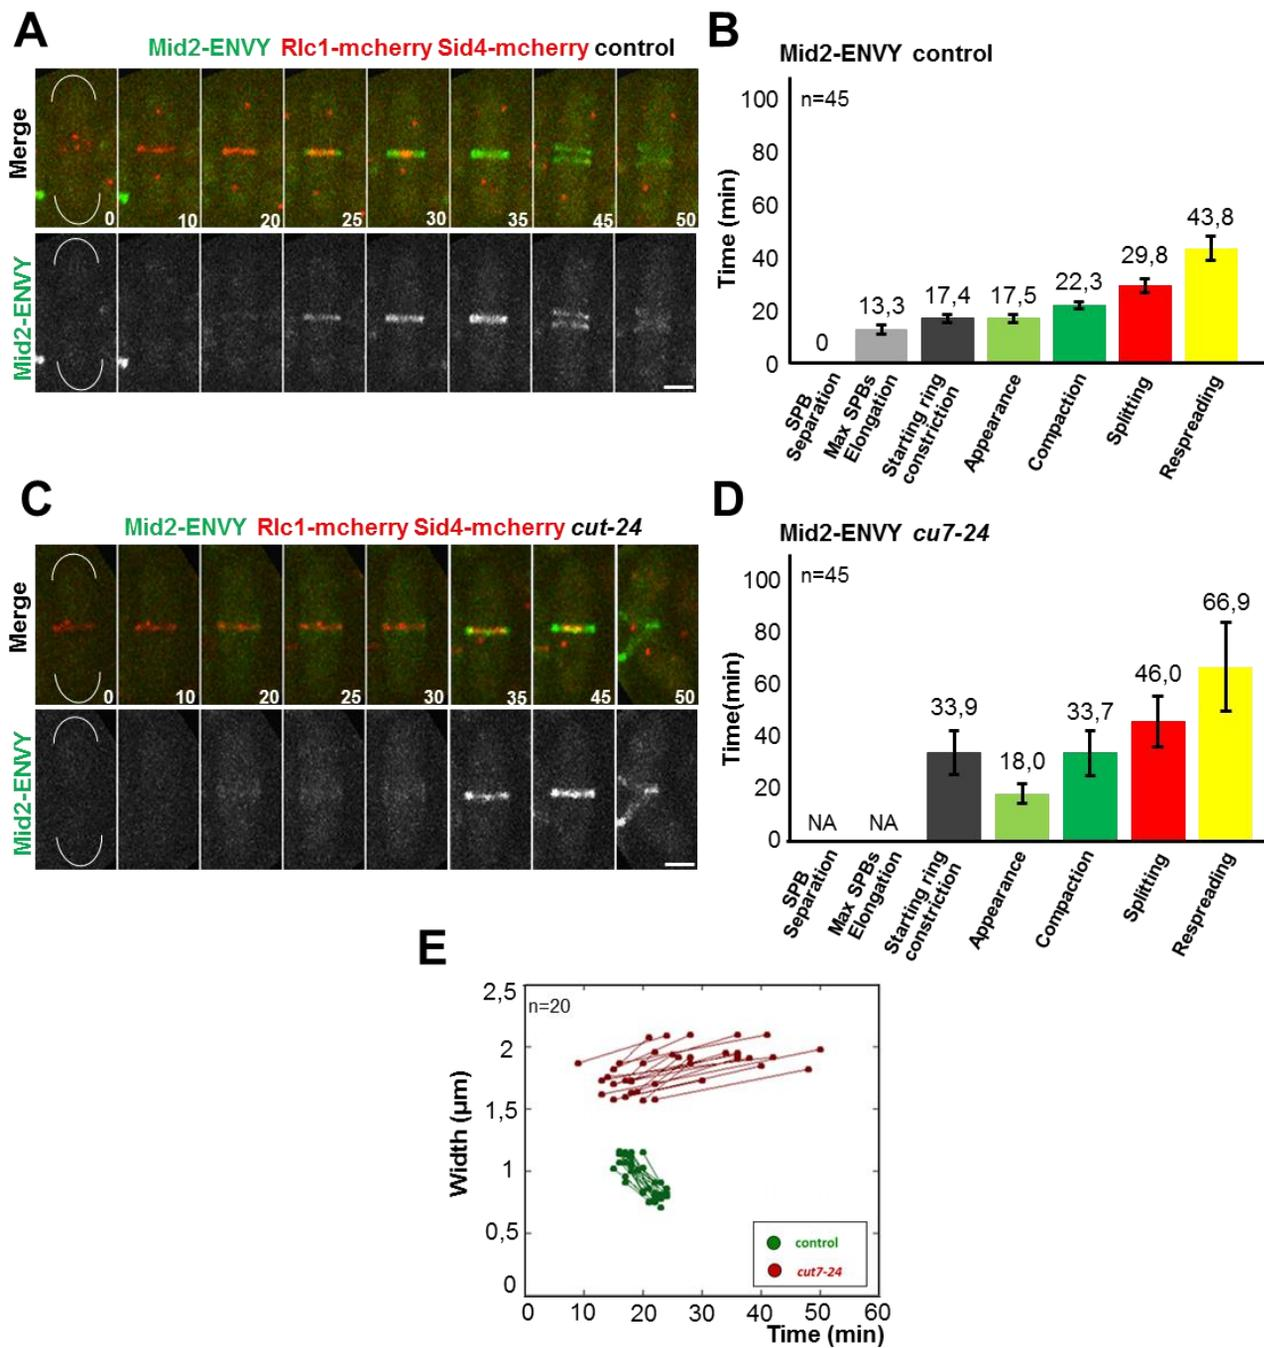 A
Mid2-ENVY Rlc1-mcherry Sid4-mcherry control
Merge
0 10 20 25 30 35 45 50
Mid2-ENVY
B
Mid2-ENVY control
n=45
Time (min)
100
80
60
40
20
0
0
13,3
17,4
17,5
22,3
29,8
43,8
SPB
Separation
Max SPBs
Elongation
Starting ring
constriction
Appearance
Compaction
Splitting
Respreading
C
Mid2-ENVY Rlc1-mcherry Sid4-mcherry cut-24
Merge
0 10 20 25 30 35 45 50
Mid2-ENVY
D
Mid2-ENVY cu7-24
n=45
Time(min)
100
80
60
40
20
0
NA
NA
33,9
18,0
33,7
46,0
66,9
SPB
Separation
Max SPBs
Elongation
Starting ring
constriction
Appearance
Compaction
Splitting
Respreading
E
n=20
Width (μm)
2,5
2
1,5
1
0,5
0
control
cut7-24
0 10 20 30 40 50 60
Time (min)